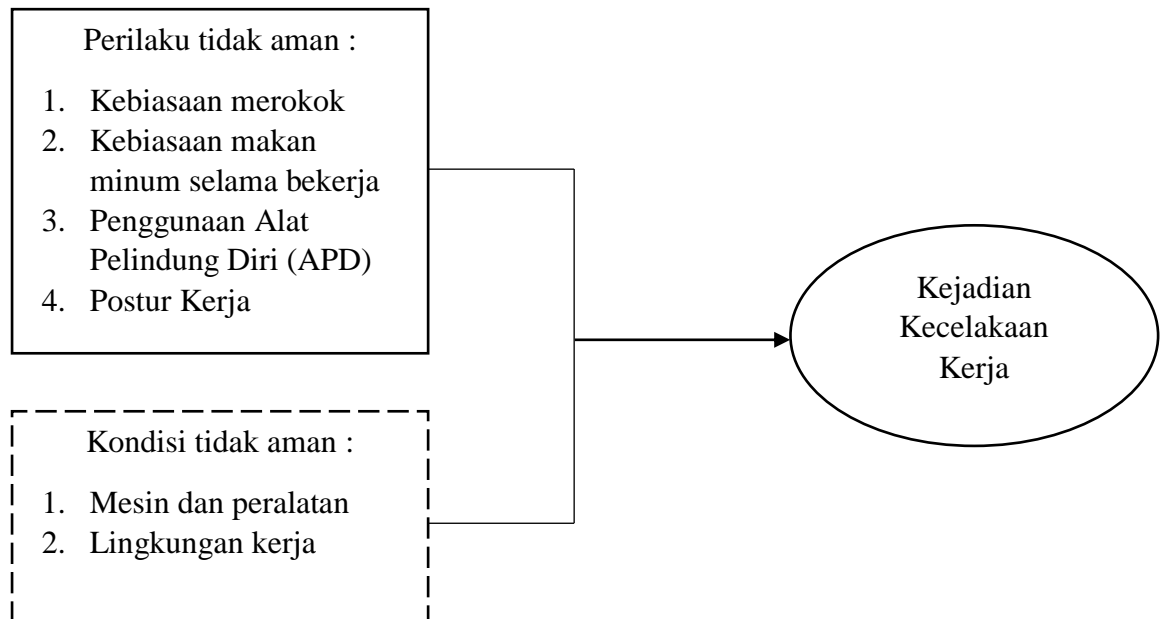 Perilaku tidak aman :
1. Kebiasaan merokok
2. Kebiasaan makan
minum selama bekerja
3. Penggunaan Alat
Pelindung Diri (APD)
4. Postur Kerja
Kejadian
Kecelakaan
Kerja
Kondisi tidak aman :
1. Mesin dan peralatan
2. Lingkungan kerja